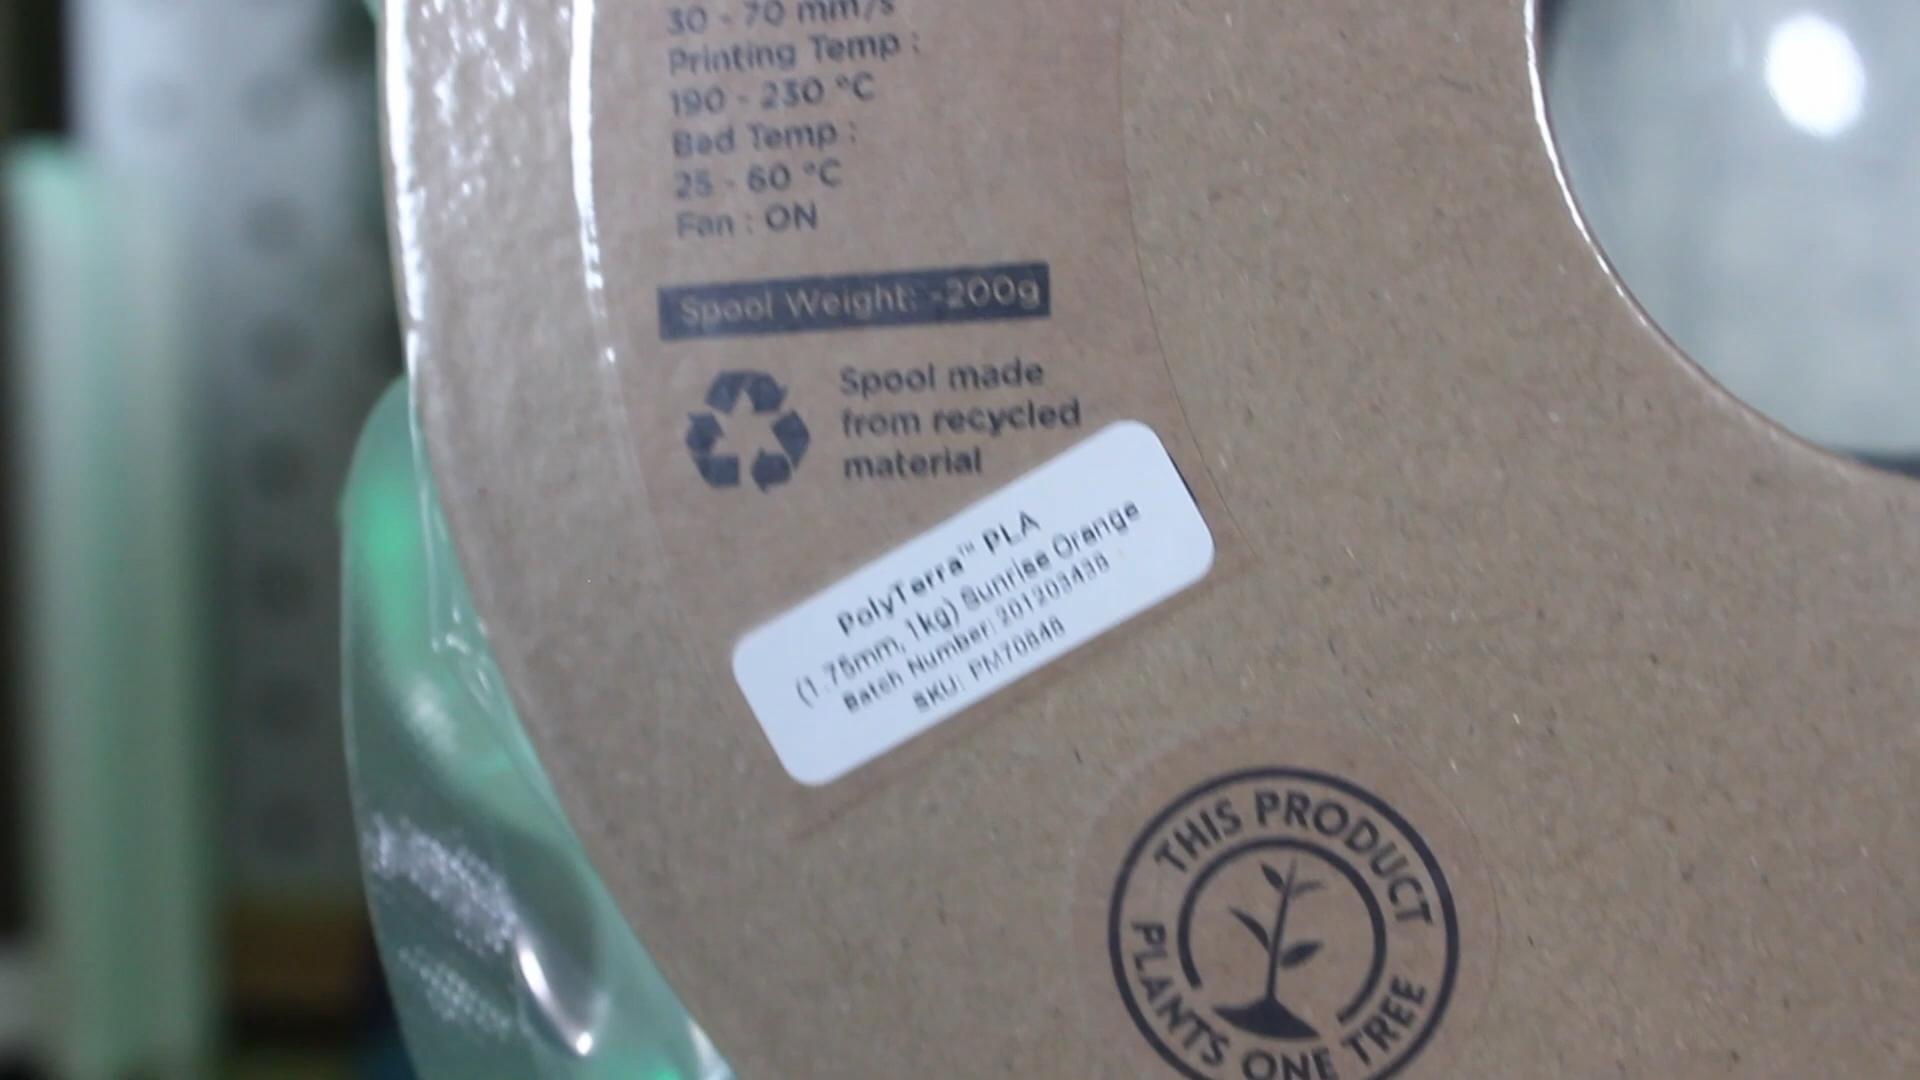 30 - 70 mm/s
Printing Temp :
190 - 230 °C
Bed Temp :
25 - 60 °C
Fan : ON
Spool Weight: ~200g
Spool made
from recycled
material
PolyTerra™ PLA
(1.75mm, 1kg) Sunrise Orange
Batch Number: 201203438
SKU: PM70848
THIS PRODUCT
PLANTS ONE TREE